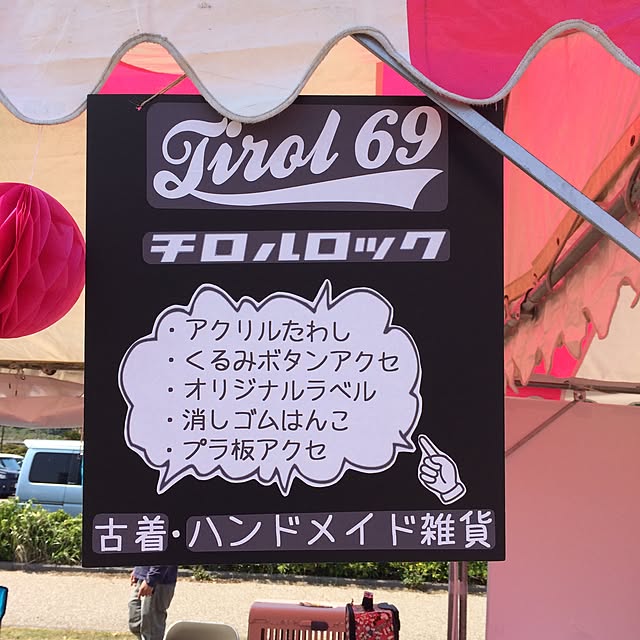 Tirol 69
チロルロック
・アクリルたわし
・くるみボタンアクセ
・オリジナルラベル
・消しゴムはんこ
・プラ板アクセ
古着・ハンドメイド雑貨